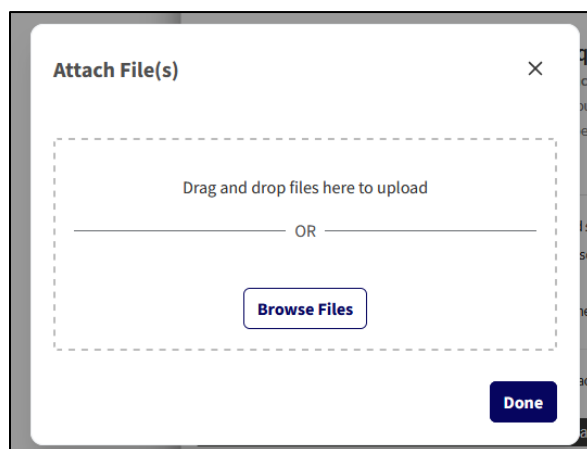 Attach File(s)
Drag and drop files here to upload
OR
Browse Files
Done